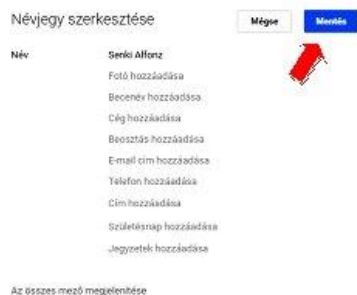 Névjegy szerkesztése
Mégse
Mentés
Név
Senki Alfonz
Fotó hozzáadása
Becenév hozzáadása
Cég hozzáadása
Beosztás hozzáadása
E-mail cím hozzáadása
Telefon hozzáadása
Cím hozzáadása
Születésnap hozzáadása
Jegyzetek hozzáadása
Az összes mező megjelenítése